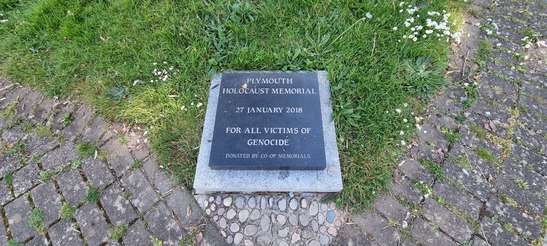 PLYMOUTH
HOLOCAUST MEMORIAL
27 JANUARY 2018
FOR ALL VICTIMS OF
GENOCIDE
DONATED BY CO-OP MEMORIALS